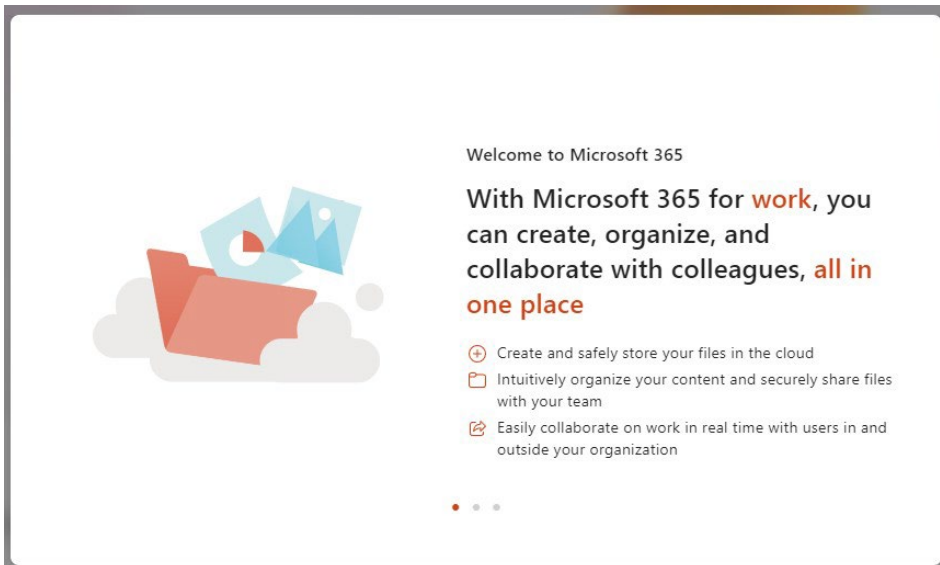 Welcome to Microsoft 365
With Microsoft 365 for work, you
can create, organize, and
collaborate with colleagues, all in
one place
Create and safely store your files in the cloud
Intuitively organize your content and securely share files
with your team
Easily collaborate on work in real time with users in and
outside your organization